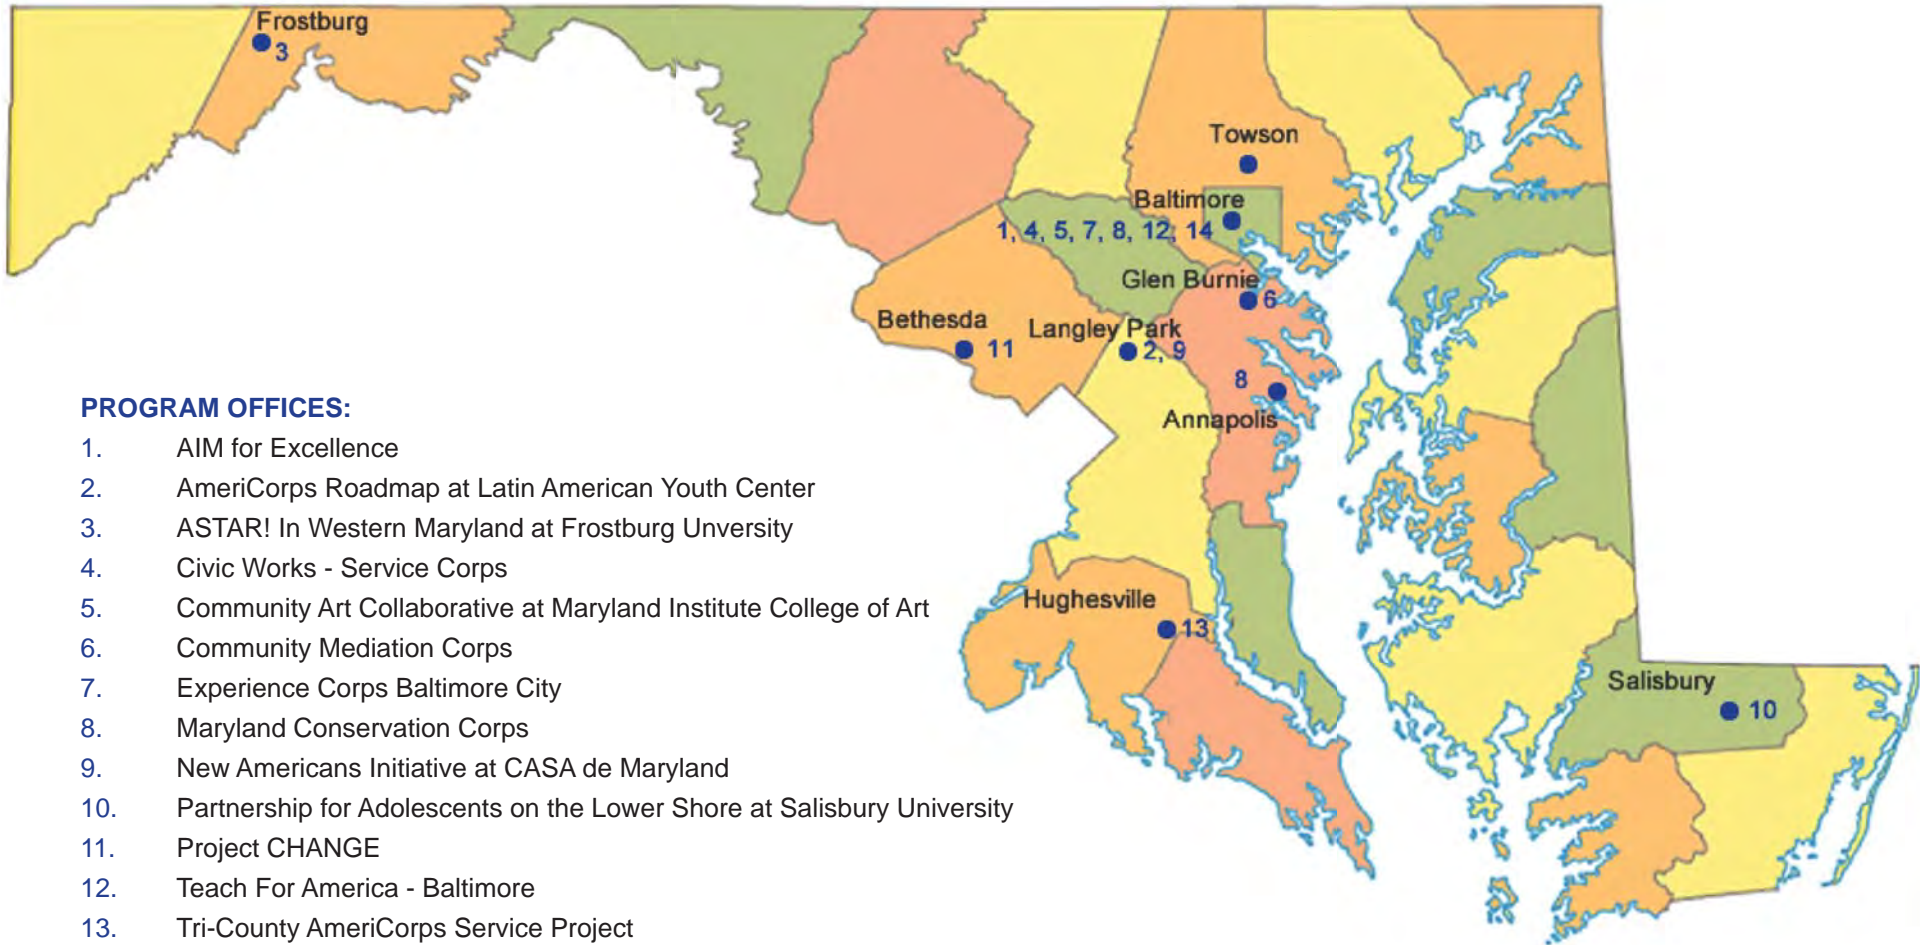 Frostburg
3
Towson
Baltimore
1, 4, 5, 7, 8, 12, 14
Glen Burnie
6
Bethesda
11
Langley Park
2, 9
8
Annapolis
Hughesville
13
Salisbury
10
PROGRAM OFFICES:
1. AIM for Excellence
2. AmeriCorps Roadmap at Latin American Youth Center
3. ASTAR! In Western Maryland at Frostburg Unversity
4. Civic Works - Service Corps
5. Community Art Collaborative at Maryland Institute College of Art
6. Community Mediation Corps
7. Experience Corps Baltimore City
8. Maryland Conservation Corps
9. New Americans Initiative at CASA de Maryland
10. Partnership for Adolescents on the Lower Shore at Salisbury University
11. Project CHANGE
12. Teach For America - Baltimore
13. Tri-County AmeriCorps Service Project